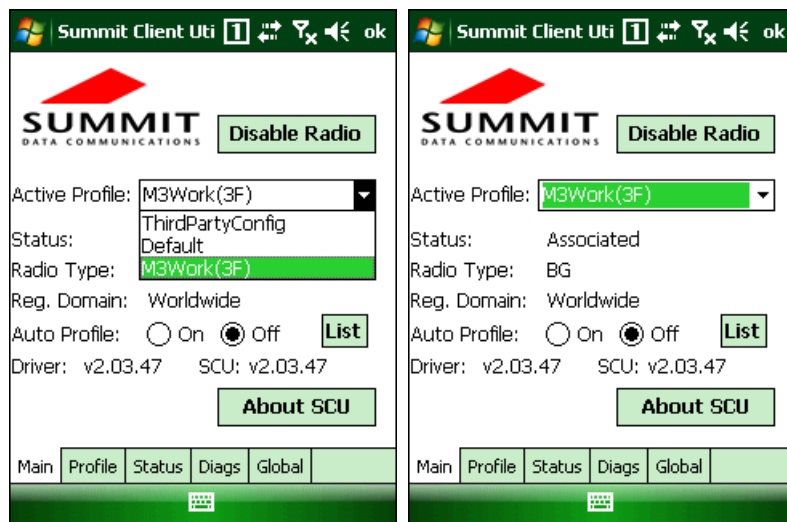 Summit Client Uti 1 ok
SUMMIT
DATA COMMUNICATIONS
Disable Radio
Active Profile: M3Work(3F)
ThirdPartyConfig
Status:
Default
Radio Type: M3Work(3F)
Reg. Domain: Worldwide
Auto Profile: On Off List
Driver: v2.03.47 SCU: v2.03.47
About SCU
Main Profile Status Diags Global
Summit Client Uti 1 ok
SUMMIT
DATA COMMUNICATIONS
Disable Radio
Active Profile: M3Work(3F)
Status: Associated
Radio Type: BG
Reg. Domain: Worldwide
Auto Profile: On Off List
Driver: v2.03.47 SCU: v2.03.47
About SCU
Main Profile Status Diags Global